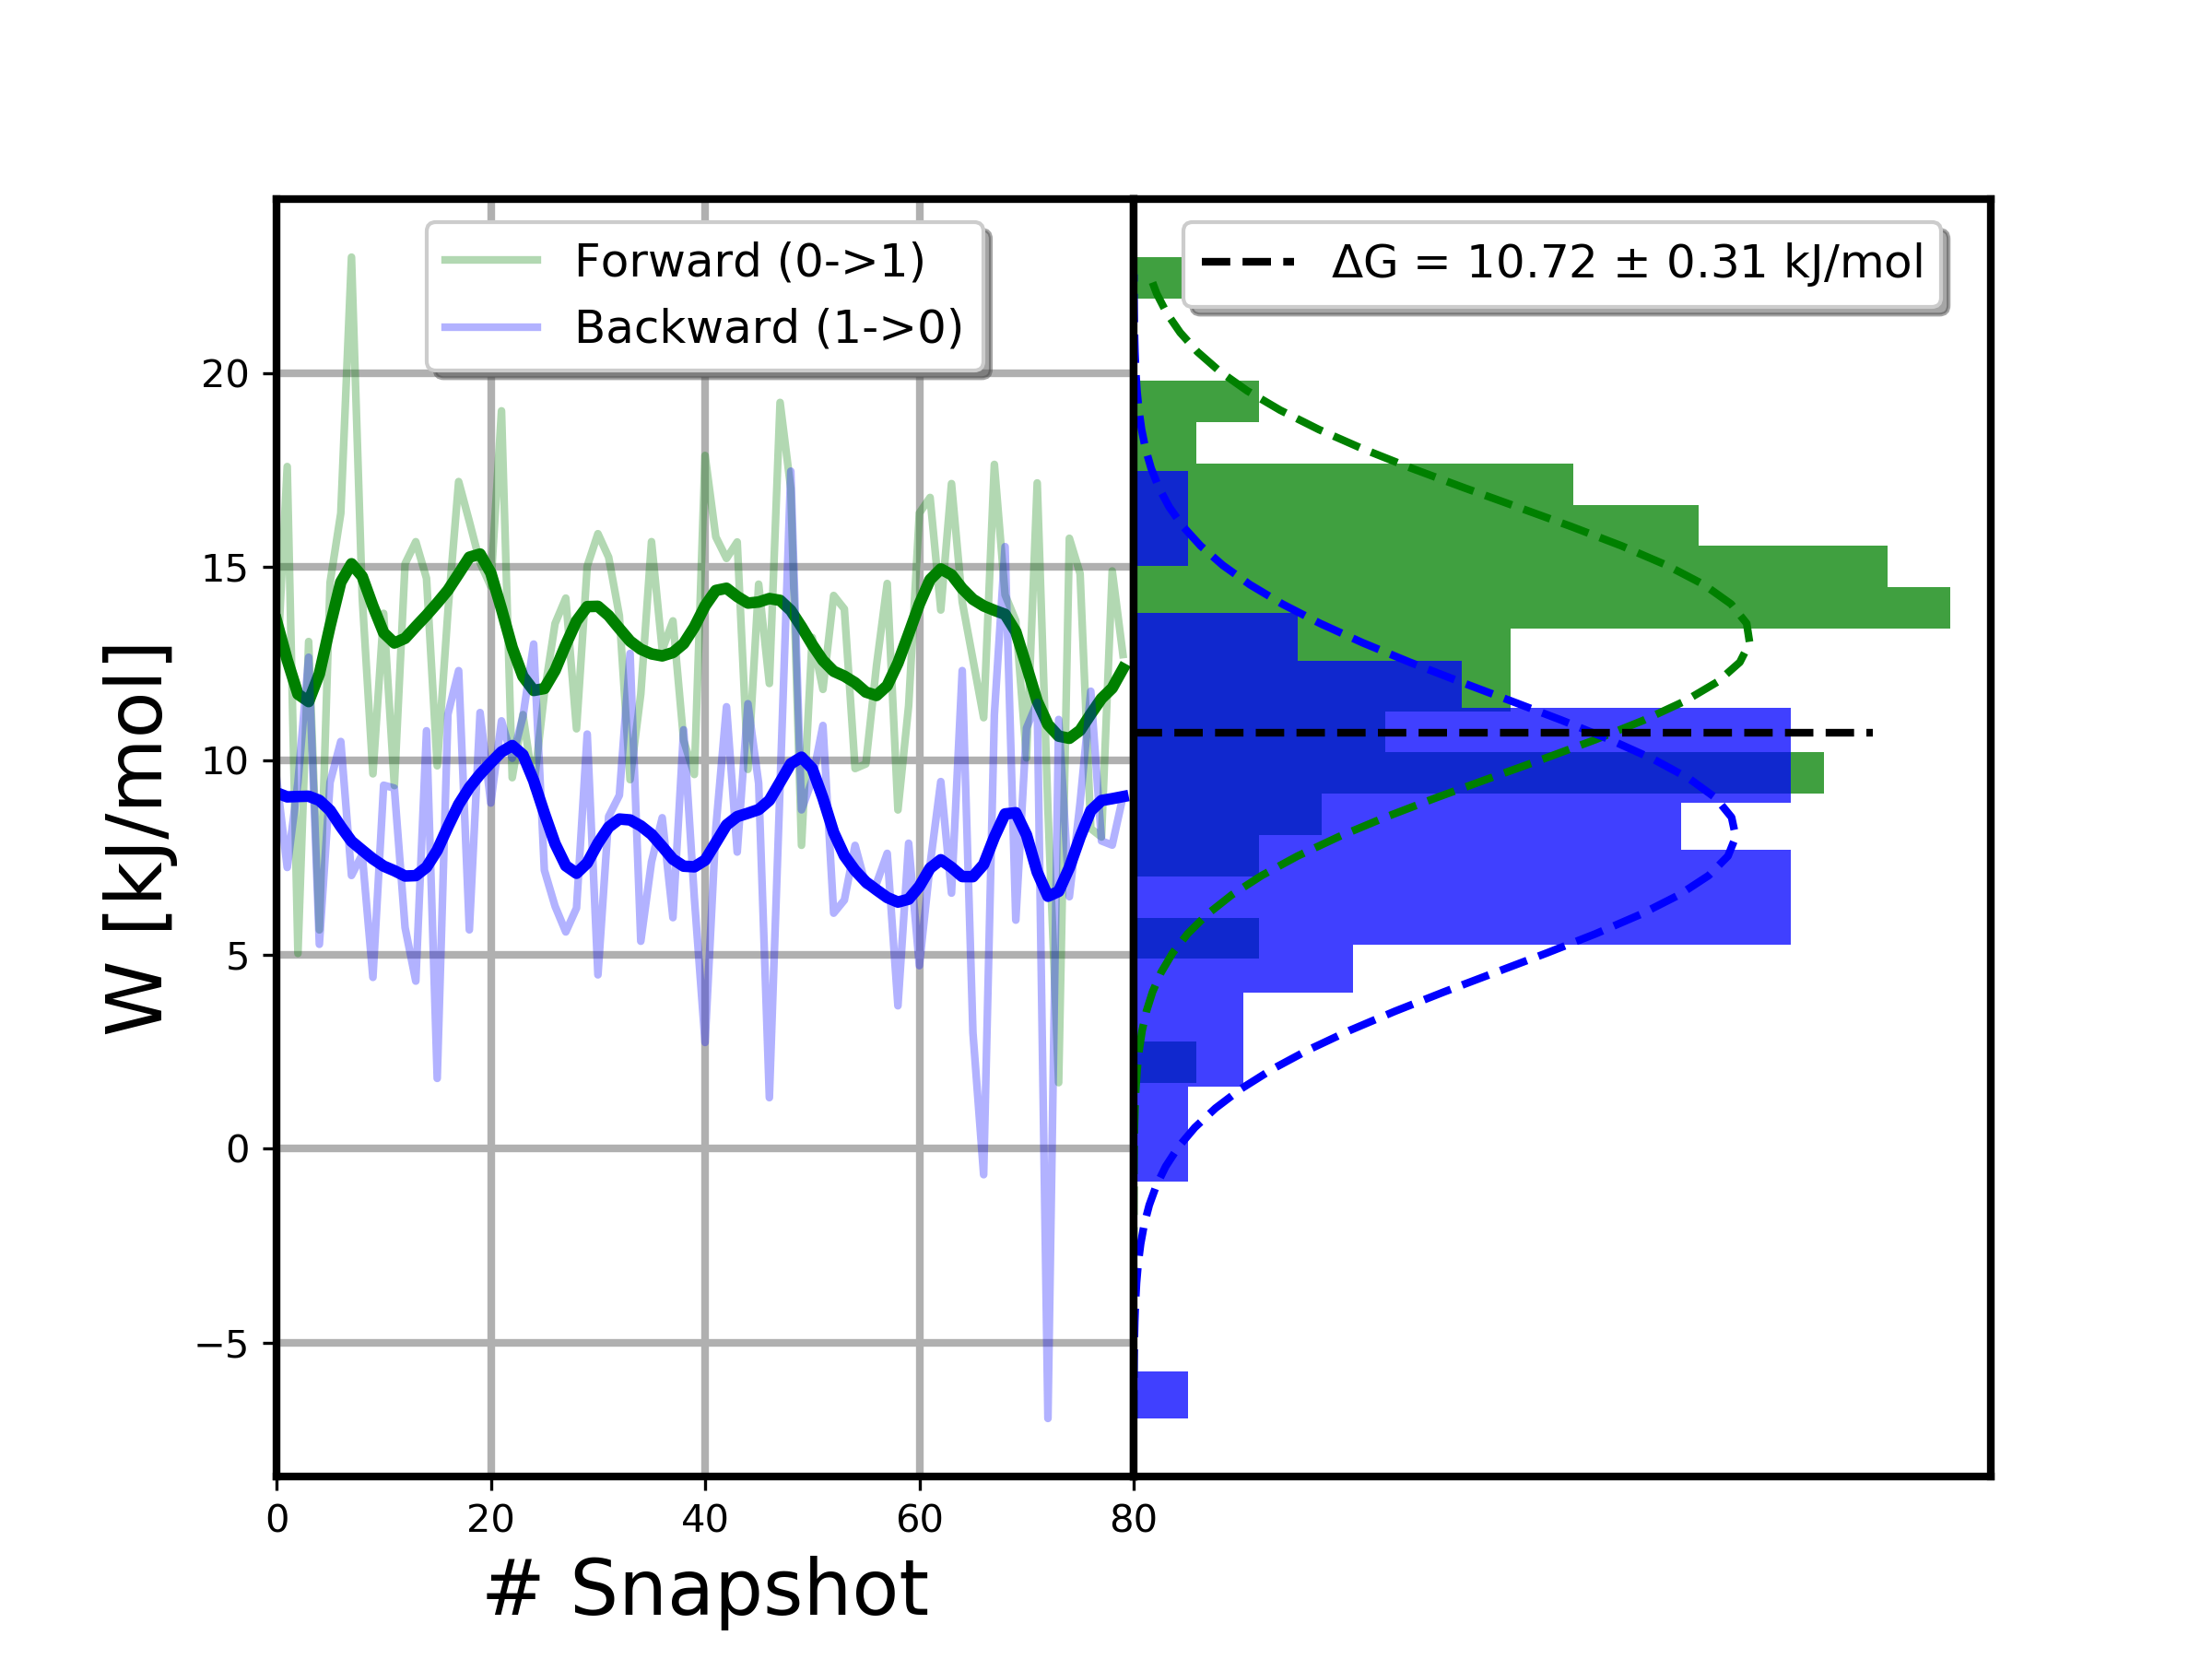 Forward (0->1)
Backward (1->0)
ΔG = 10.72 ± 0.31 kJ/mol
20
15
10
5
0
−5
W [kJ/mol]
0 20 40 60 80
# Snapshot